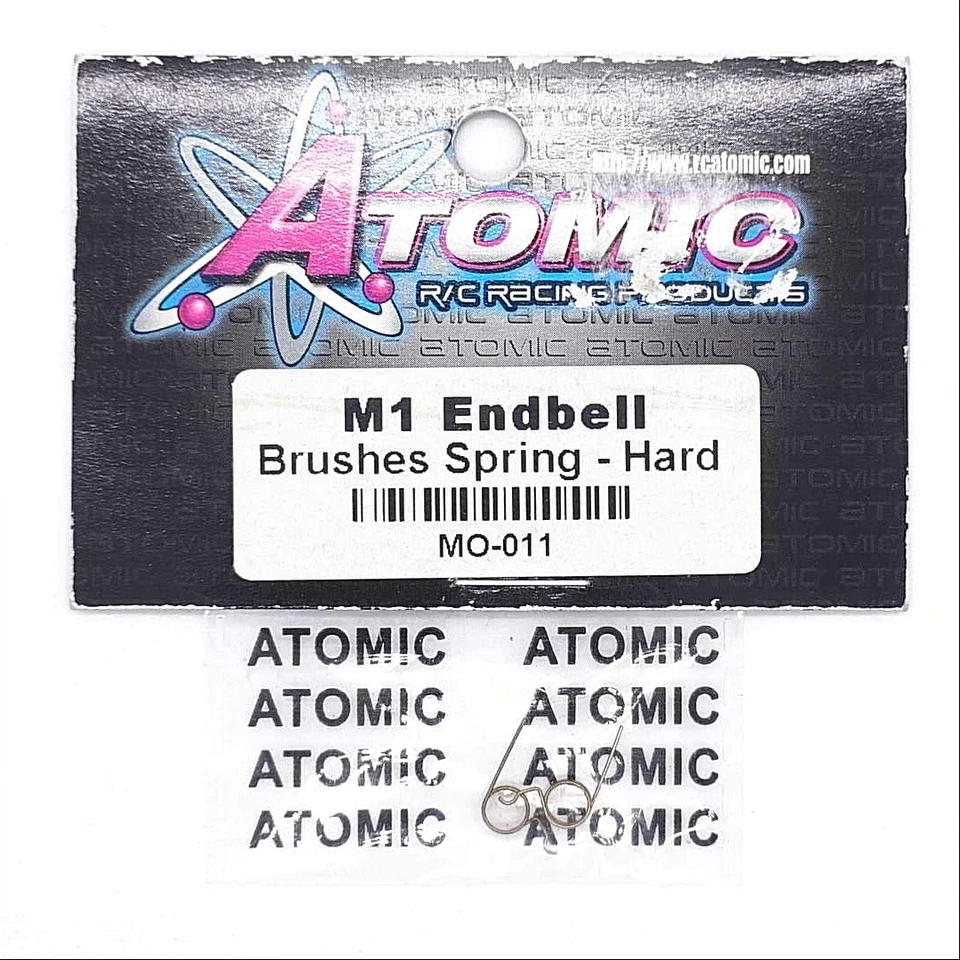 http://www.rcatomic.com
ATOMIC
R/C RACING PRODUCTS
M1 Endbell
Brushes Spring - Hard
MO-011
ATOMIC ATOMIC
ATOMIC ATOMIC
ATOMIC ATOMIC
ATOMIC ATOMIC